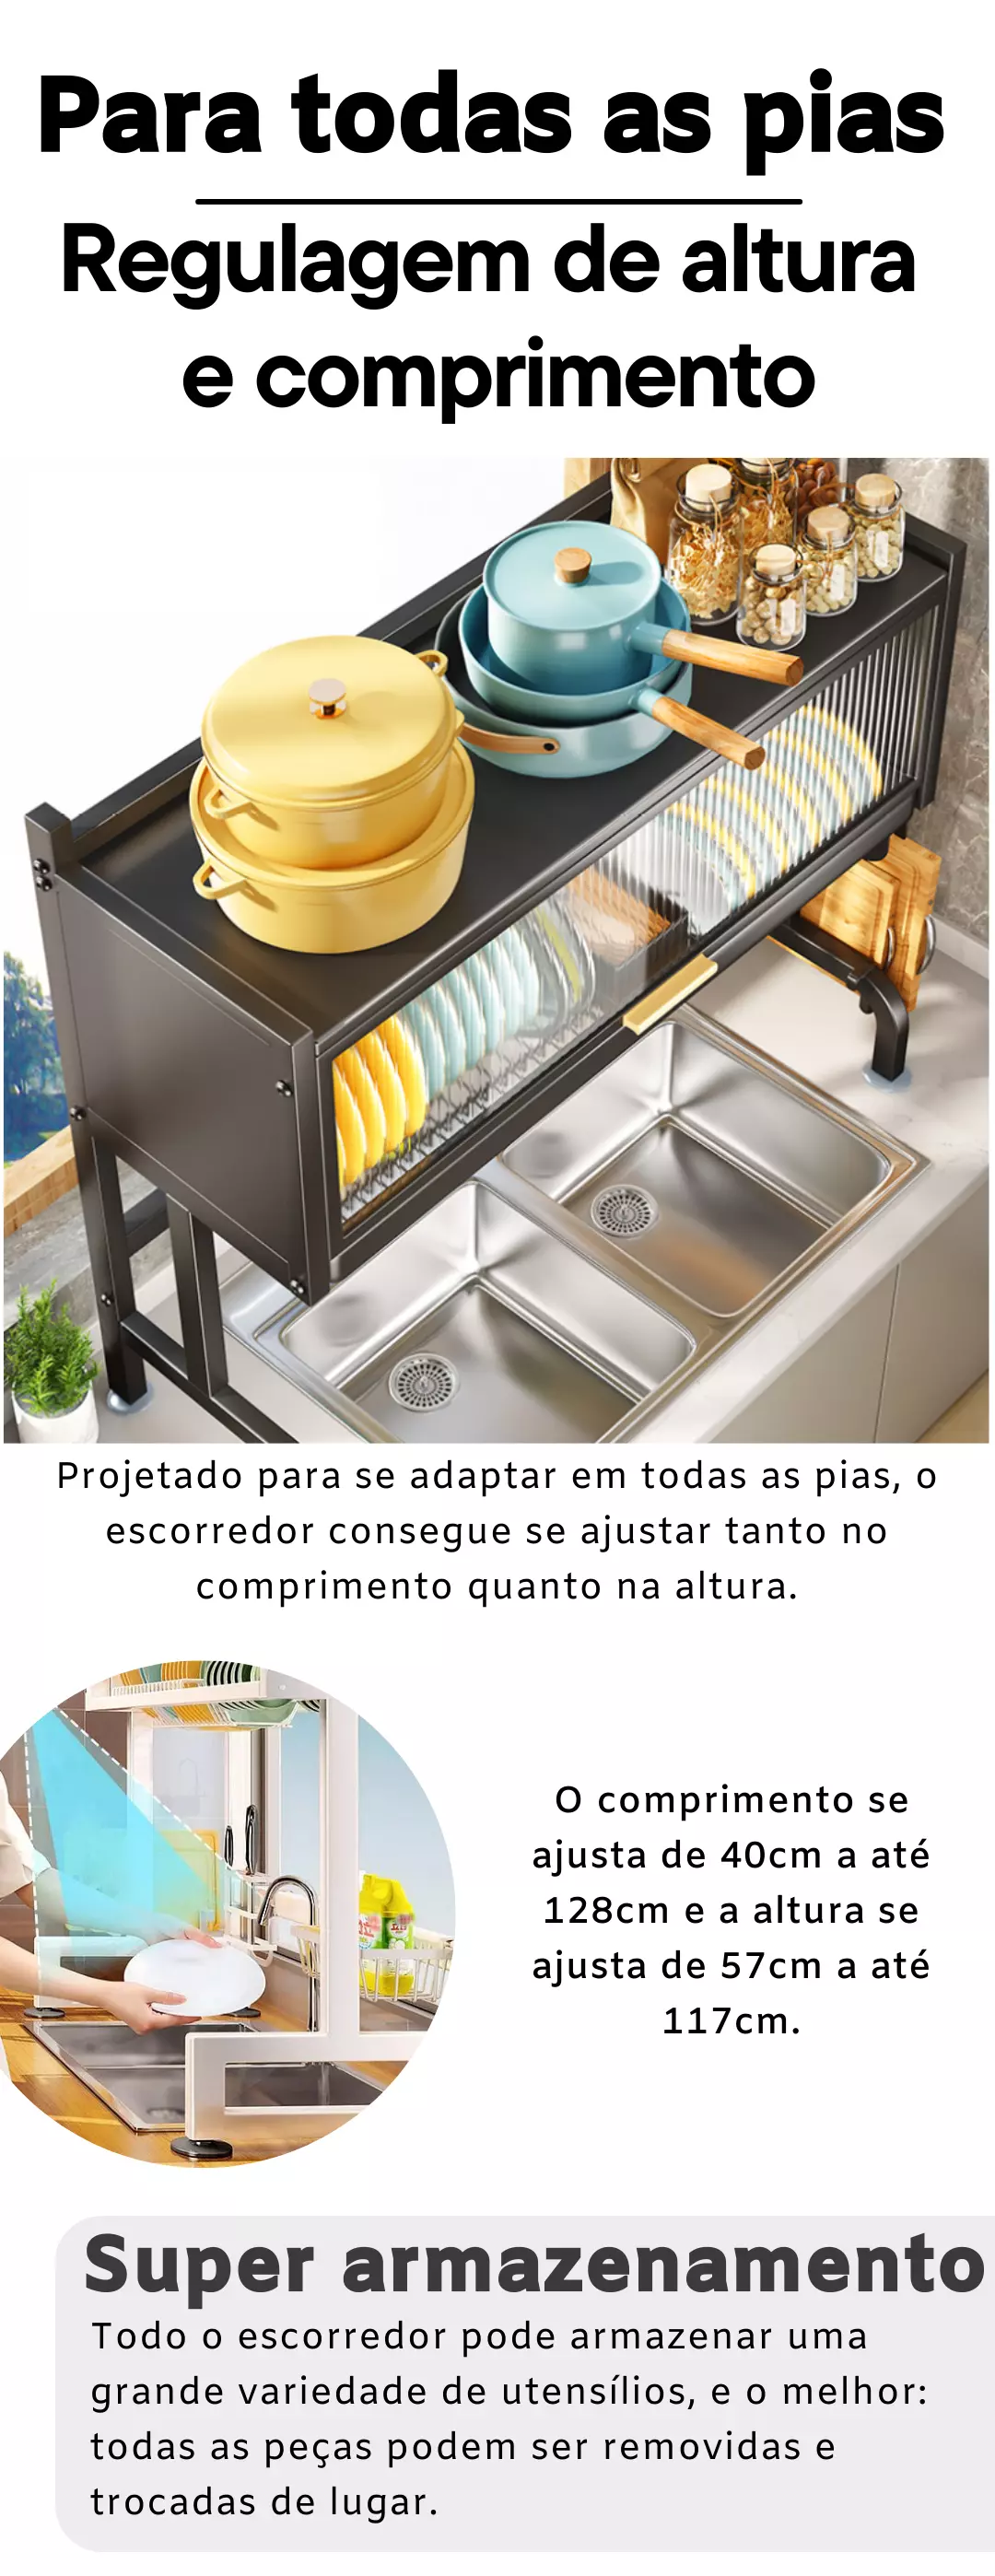 Para todas as pias
Regulagem de altura
e comprimento
Projetado para se adaptar em todas as pias, o
escorredor consegue se ajustar tanto no
comprimento quanto na altura.
O comprimento se
ajusta de 40cm a até
128cm e a altura se
ajusta de 57cm a até
117cm.
Super armazenamento
Todo o escorredor pode armazenar uma
grande variedade de utensílios, e o melhor:
todas as peças podem ser removidas e
trocadas de lugar.